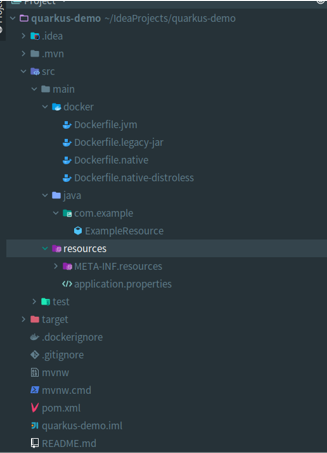 Project
quarkus-demo ~/IdeaProjects/quarkus-demo
.idea
.mvn
src
main
docker
Dockerfile.jvm
Dockerfile.legacy-jar
Dockerfile.native
Dockerfile.native-distroless
java
com.example
ExampleResource
resources
META-INF.resources
application.properties
test
target
.dockerignore
.gitignore
mvnw
mvnw.cmd
pom.xml
quarkus-demo.iml
README.md